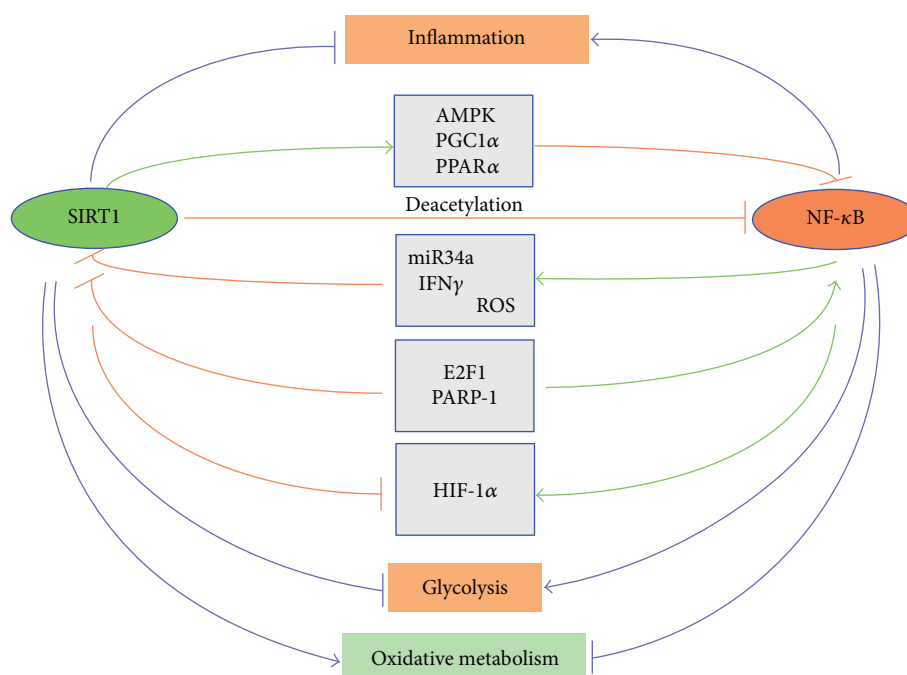 Inflammation
AMPK
PGC1α
PPARα
SIRT1
Deacetylation
NF-κB
miR34a
IFNγ
ROS
E2F1
PARP-1
HIF-1α
Glycolysis
Oxidative metabolism